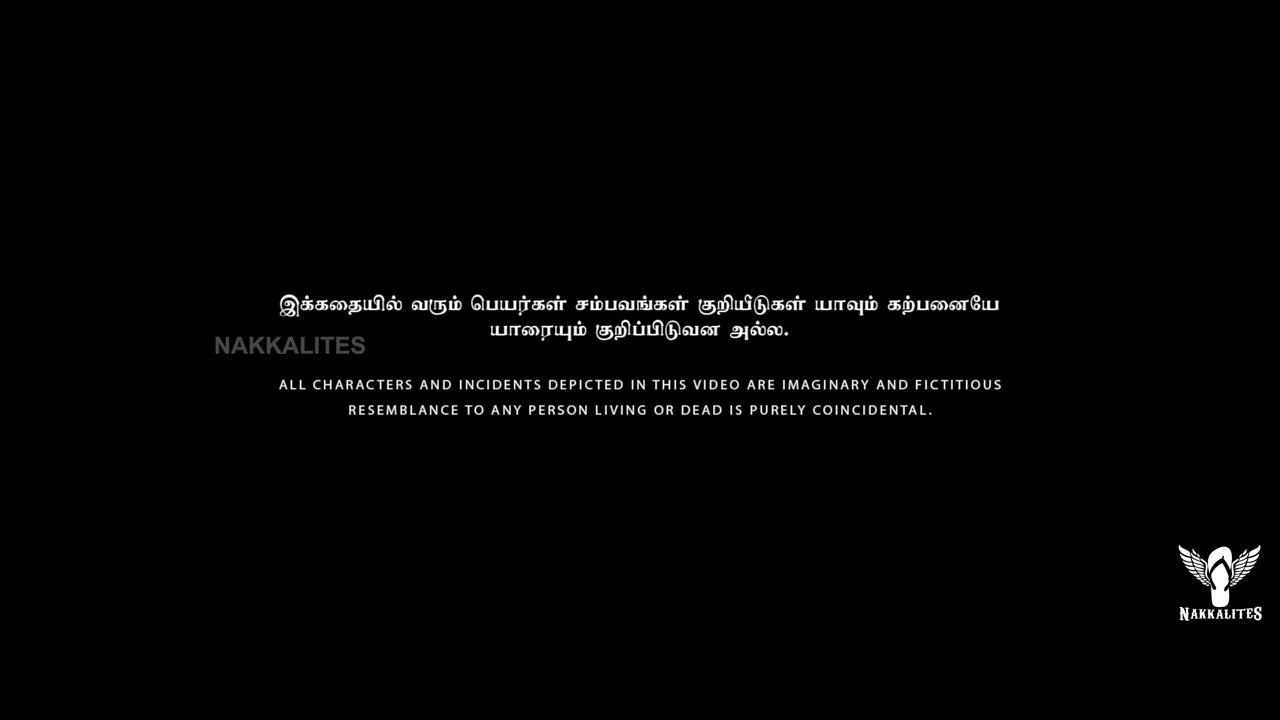 இக்கதையில் வரும் பெயர்கள் சம்பவங்கள் குறியீடுகள் யாவும் கற்பனையே
யாரையும் குறிப்பிடுவன அல்ல.
NAKKALITES
ALL CHARACTERS AND INCIDENTS DEPICTED IN THIS VIDEO ARE IMAGINARY AND FICTITIOUS
RESEMBLANCE TO ANY PERSON LIVING OR DEAD IS PURELY COINCIDENTAL.
NAKKALITES